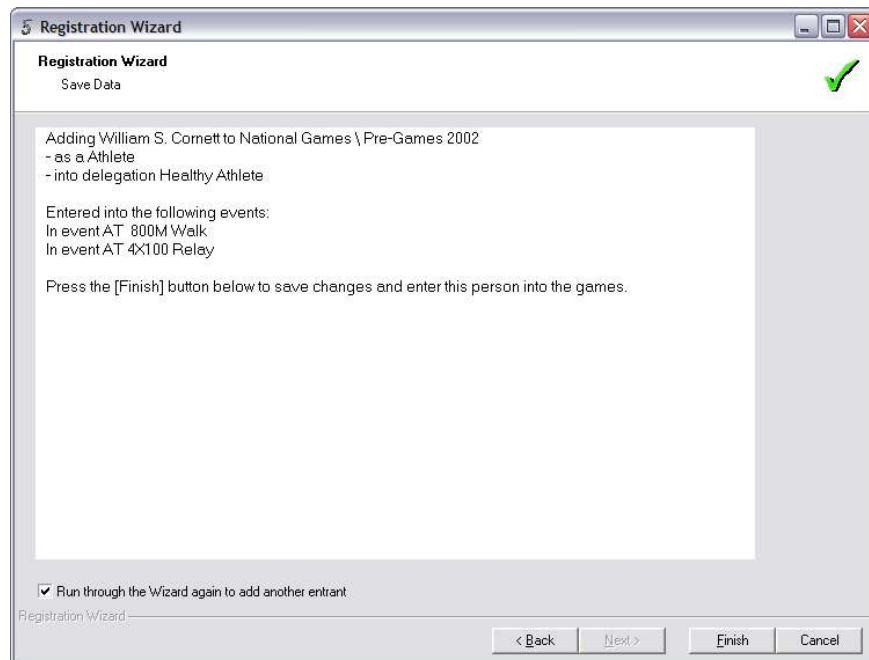 5 Registration Wizard
Registration Wizard
Save Data
Adding William S. Cornett to National Games \ Pre-Games 2002
- as a Athlete
- into delegation Healthy Athlete
Entered into the following events:
In event AT  800M Walk
In event AT 4X100 Relay
Press the [Finish] button below to save changes and enter this person into the games.
Run through the Wizard again to add another entrant
Registration Wizard
< Back
Next >
Finish
Cancel